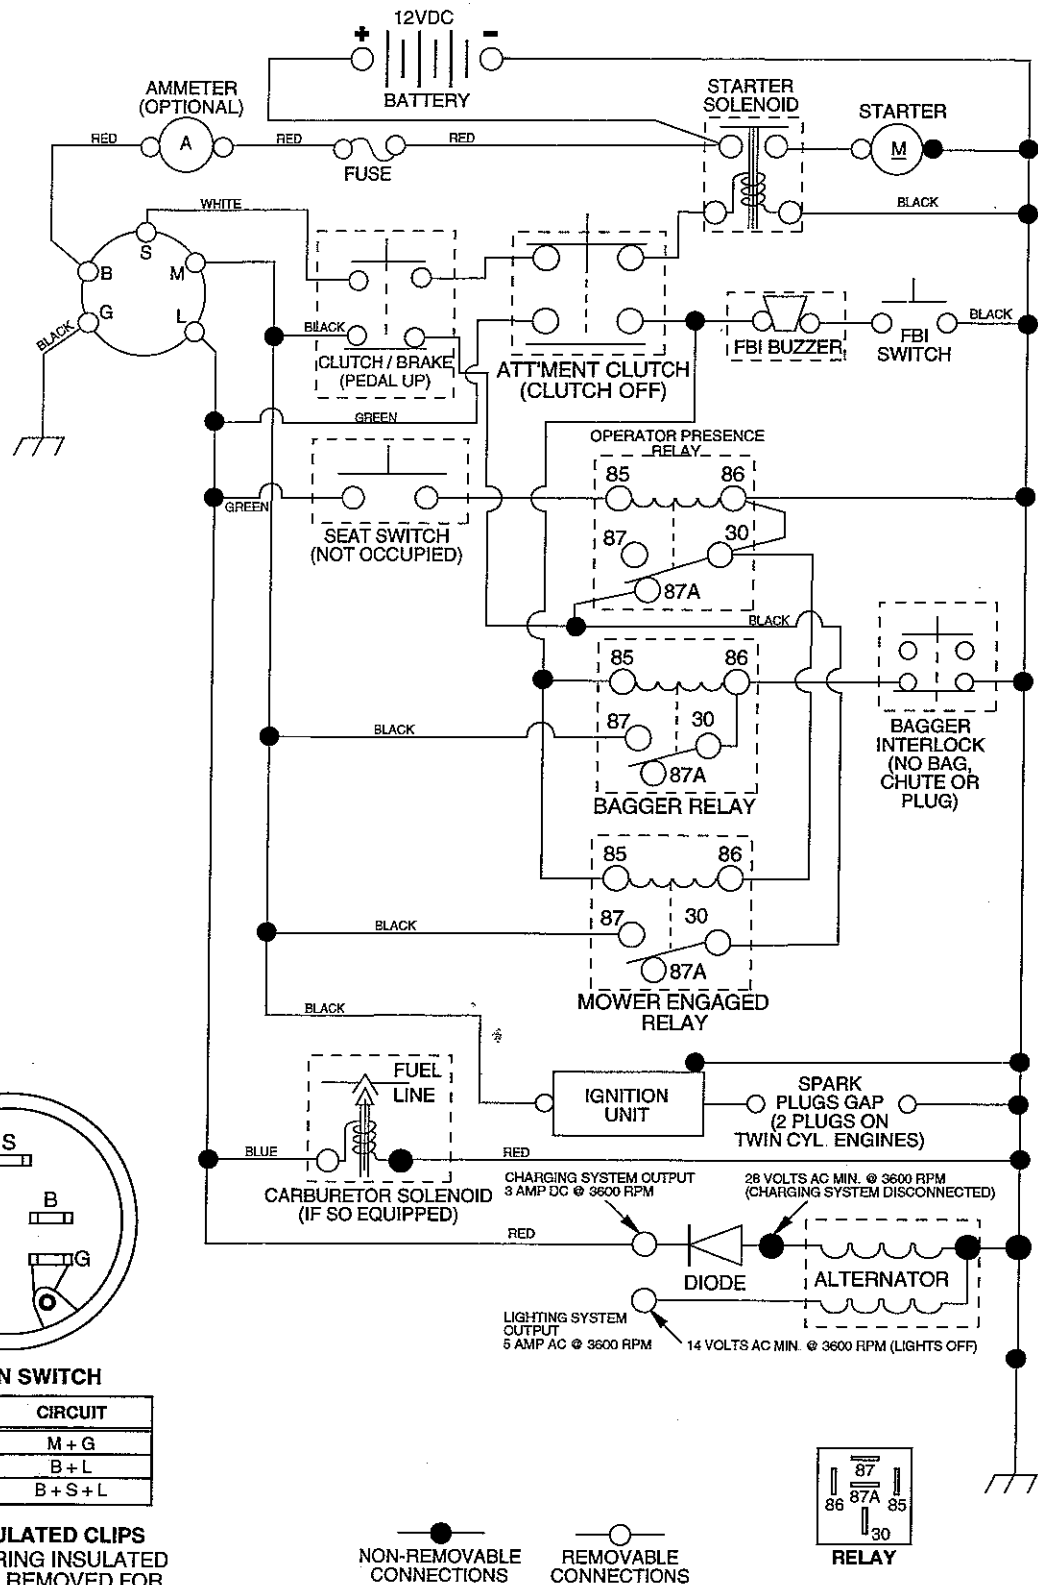 12VDC
+
-
BATTERY
AMMETER
(OPTIONAL)
STARTER
SOLENOID
STARTER
RED
A
RED
RED
FUSE
M
WHITE
BLACK
S
B
M
G
L
BLACK
BLACK
BLACK
CLUTCH / BRAKE
(PEDAL UP)
ATT'MENT CLUTCH
(CLUTCH OFF)
FBI BUZZER
FBI
SWITCH
GREEN
OPERATOR PRESENCE
RELAY
85
86
GREEN
SEAT SWITCH
(NOT OCCUPIED)
87
30
87A
BLACK
85
86
BLACK
87
30
87A
BAGGER RELAY
BAGGER
INTERLOCK
(NO BAG,
CHUTE OR
PLUG)
85
86
BLACK
87
30
87A
MOWER ENGAGED
RELAY
BLACK
FUEL
LINE
IGNITION
UNIT
SPARK
PLUGS GAP
(2 PLUGS ON
TWIN CYL. ENGINES)
BLUE
RED
CARBURETOR SOLENOID
(IF SO EQUIPPED)
CHARGING SYSTEM OUTPUT
3 AMP DC @ 3600 RPM
28 VOLTS AC MIN. @ 3600 RPM
(CHARGING SYSTEM DISCONNECTED)
RED
DIODE
ALTERNATOR
LIGHTING SYSTEM
OUTPUT
5 AMP AC @ 3600 RPM
14 VOLTS AC MIN. @ 3600 RPM (LIGHTS OFF)
S
B
G
N SWITCH
CIRCUIT
M + G
B + L
B + S + L
ULATED CLIPS
RING INSULATED
REMOVED FOR
NON-REMOVABLE
CONNECTIONS
REMOVABLE
CONNECTIONS
87
86
87A
85
30
RELAY